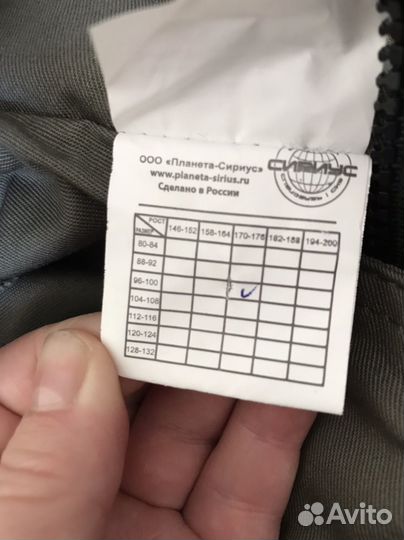 СИРИУС
ООО «Планета-Сириус»
www.planeta-sirius.ru
Сделано в России
РОСТ 146-152 158-164 170-176 182-188 194-200
РАЗМЕР
80-84
88-92
96-100
104-108
112-116
120-124
128-132
Avito